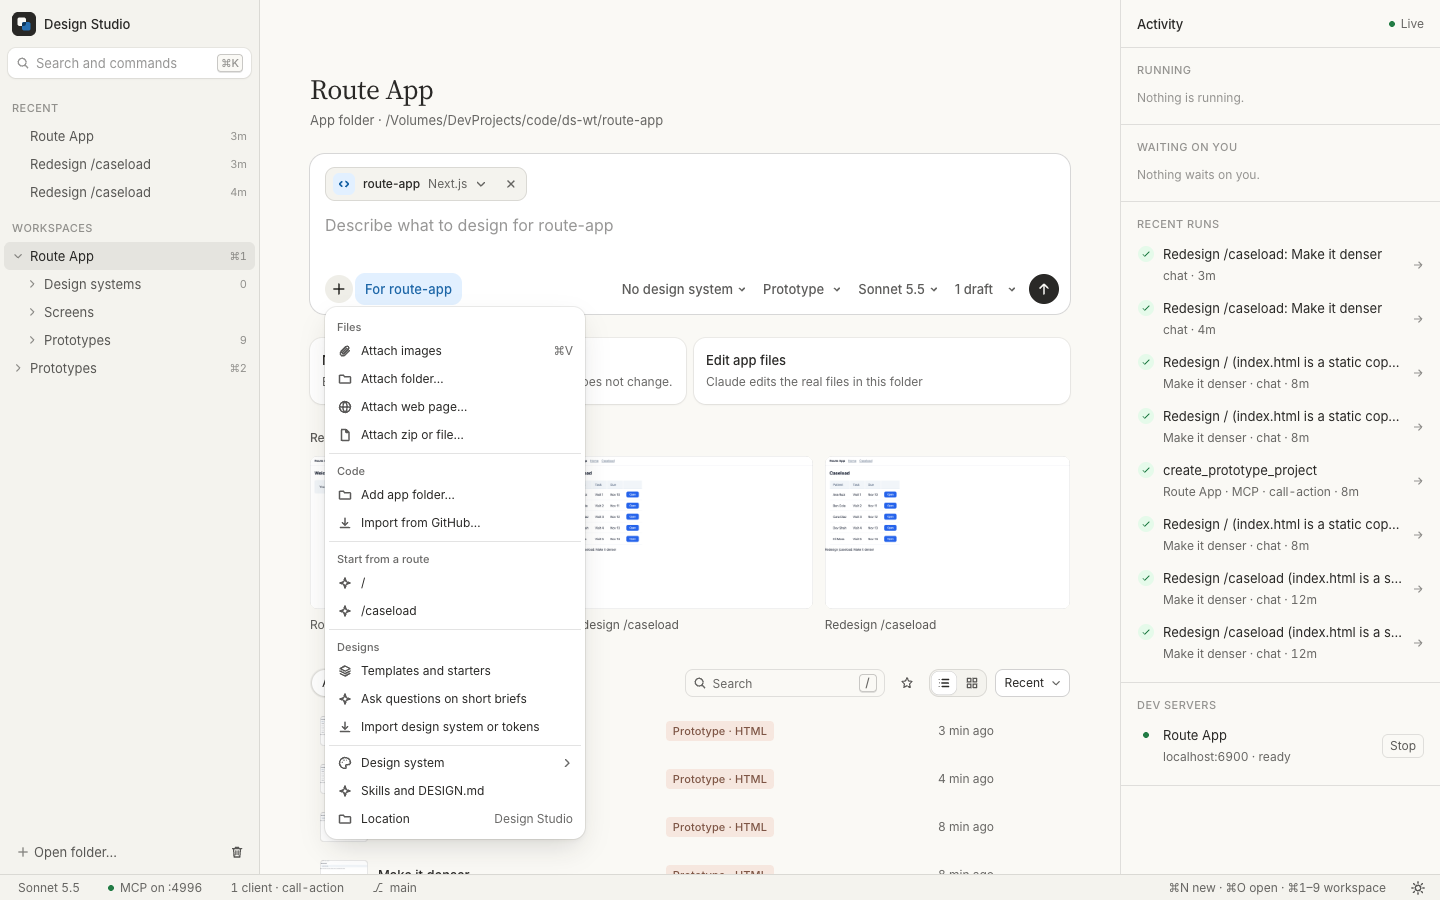 Design Studio
Search and commands ⌘K
RECENT
Route App 3m
Redesign /caseload 3m
Redesign /caseload 4m
WORKSPACES
Route App ⌘1
Design systems 0
Screens
Prototypes 9
Prototypes ⌘2
Open folder...
Route App
App folder · /Volumes/DevProjects/code/ds-wt/route-app
route-app Next.js
Describe what to design for route-app
For route-app
No design system
Prototype
Sonnet 5.5
1 draft
Files
Attach images ⌘V
Attach folder...
Attach web page...
Attach zip or file...
Code
Add app folder...
Import from GitHub...
Start from a route
/
/caseload
Designs
Templates and starters
Ask questions on short briefs
Import design system or tokens
Design system
Skills and DESIGN.md
Location Design Studio
not change.
Edit app files
Claude edits the real files in this folder
Caseload
Redesign /caseload
Search /
Recent
Prototype · HTML 3 min ago
Prototype · HTML 4 min ago
Prototype · HTML 8 min ago
Make it denser Prototype · HTML 8 min ago
Activity
Live
RUNNING
Nothing is running.
WAITING ON YOU
Nothing waits on you.
RECENT RUNS
Redesign /caseload: Make it denser
chat · 3m
Redesign /caseload: Make it denser
chat · 4m
Redesign / (index.html is a static cop...
Make it denser · chat · 8m
Redesign / (index.html is a static cop...
Make it denser · chat · 8m
create_prototype_project
Route App · MCP · call-action · 8m
Redesign / (index.html is a static cop...
Make it denser · chat · 8m
Redesign /caseload (index.html is a s...
Make it denser · chat · 12m
Redesign /caseload (index.html is a s...
Make it denser · chat · 12m
DEV SERVERS
Route App
localhost:6900 · ready
Stop
Sonnet 5.5
MCP on :4996
1 client · call-action
main
⌘N new · ⌘O open · ⌘1–9 workspace